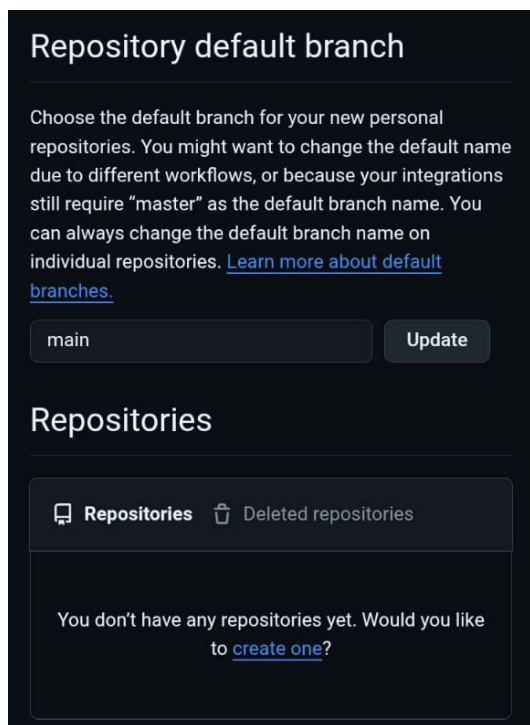 Repository default branch
Choose the default branch for your new personal
repositories. You might want to change the default name
due to different workflows, or because your integrations
still require “master” as the default branch name. You
can always change the default branch name on
individual repositories. Learn more about default
branches.
main
Update
Repositories
Repositories
Deleted repositories
You don’t have any repositories yet. Would you like
to create one?